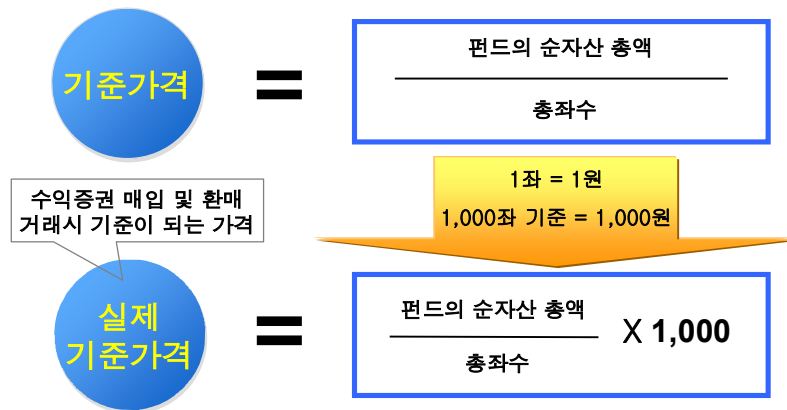 기준가격
=
펀드의 순자산 총액
총좌수
1좌 = 1원
1,000좌 기준 = 1,000원
수익증권 매입 및 환매
거래시 기준이 되는 가격
실제
기준가격
=
펀드의 순자산 총액
총좌수
X 1,000